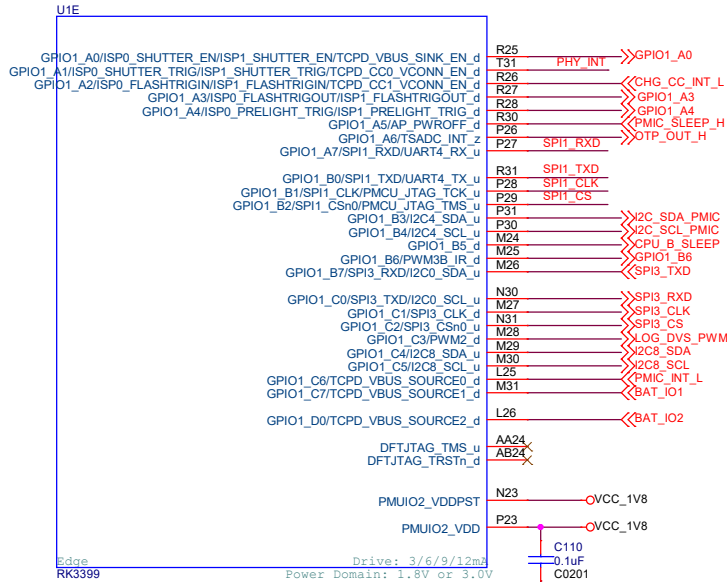 U1E
GPIO1_A0/ISP0_SHUTTER_EN/ISP1_SHUTTER_EN/TCPD_VBUS_SINK_EN_d R25 GPIO1_A0
GPIO1_A1/ISP0_SHUTTER_TRIG/ISP1_SHUTTER_TRIG/TCPD_CC0_VCONN_EN_d T31 PHY_INT
GPIO1_A2/ISP0_FLASHTRIGIN/ISP1_FLASHTRIGIN/TCPD_CC1_VCONN_EN_d R26 CHG_CC_INT_L
GPIO1_A3/ISP0_FLASHTRIGOUT/ISP1_FLASHTRIGOUT_d R27 GPIO1_A3
GPIO1_A4/ISP0_PRELIGHT_TRIG/ISP1_PRELIGHT_TRIG_d R28 GPIO1_A4
GPIO1_A5/AP_PWROFF_d R30 PMIC_SLEEP_H
GPIO1_A6/TSADC_INT_z P26 OTP_OUT_H
GPIO1_A7/SPI1_RXD/UART4_RX_u P27 SPI1_RXD
GPIO1_B0/SPI1_TXD/UART4_TX_u R31 SPI1_TXD
GPIO1_B1/SPI1_CLK/PMCU_JTAG_TCK_u P28 SPI1_CLK
GPIO1_B2/SPI1_CSn0/PMCU_JTAG_TMS_u P29 SPI1_CS
GPIO1_B3/I2C4_SDA_u P31 I2C_SDA_PMIC
GPIO1_B4/I2C4_SCL_u P30 I2C_SCL_PMIC
GPIO1_B5_d M24 CPU_B_SLEEP
GPIO1_B6/PWM3B_IR_d M25 GPIO1_B6
GPIO1_B7/SPI3_RXD/I2C0_SDA_u M26 SPI3_TXD
GPIO1_C0/SPI3_TXD/I2C0_SCL_u N30 SPI3_RXD
GPIO1_C1/SPI3_CLK_d M27 SPI3_CLK
GPIO1_C2/SPI3_CSn0_u N31 SPI3_CS
GPIO1_C3/PWM2_d M28 LOG_DVS_PWM
GPIO1_C4/I2C8_SDA_u M29 I2C8_SDA
GPIO1_C5/I2C8_SCL_u M30 I2C8_SCL
GPIO1_C6/TCPD_VBUS_SOURCE0_d L25 PMIC_INT_L
GPIO1_C7/TCPD_VBUS_SOURCE1_d M31 BAT_IO1
GPIO1_D0/TCPD_VBUS_SOURCE2_d L26 BAT_IO2
DFTJTAG_TMS_u AA24
DFTJTAG_TRSTn_d AB24
PMUIO2_VDDPST N23 VCC_1V8
PMUIO2_VDD P23 VCC_1V8
C110
0.1uF
C0201
Edge Drive: 3/6/9/12mA
RK3399 Power Domain: 1.8V or 3.0V